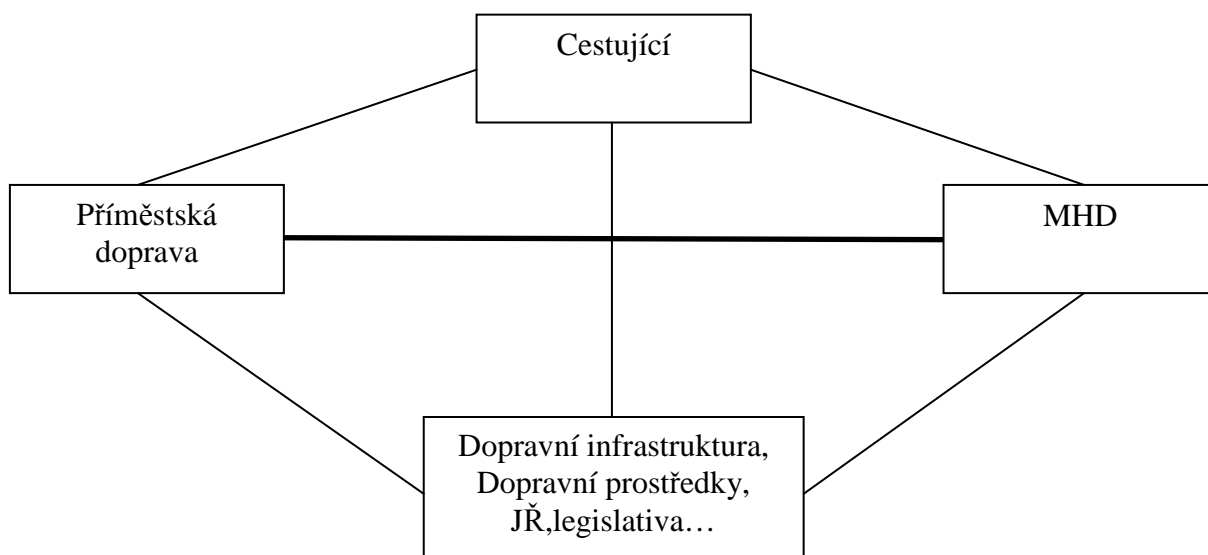 Cestující
Příměstská
doprava
MHD
Dopravní infrastruktura,
Dopravní prostředky,
JŘ,legislativa…